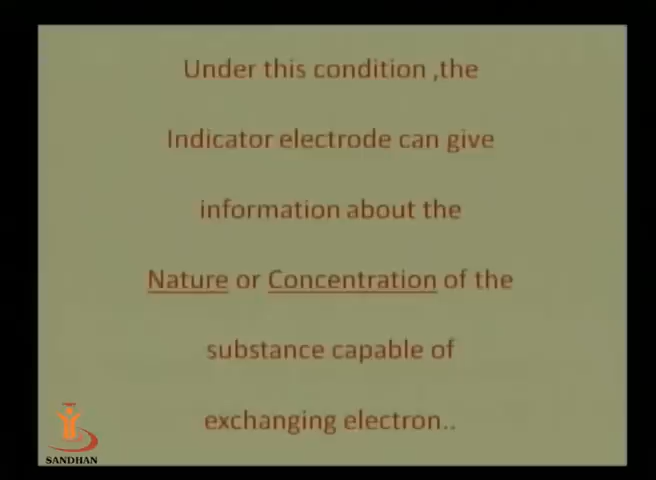 Under this condition ,the
Indicator electrode can give
information about the
Nature or Concentration of the
substance capable of
exchanging electron..
SANDHAN